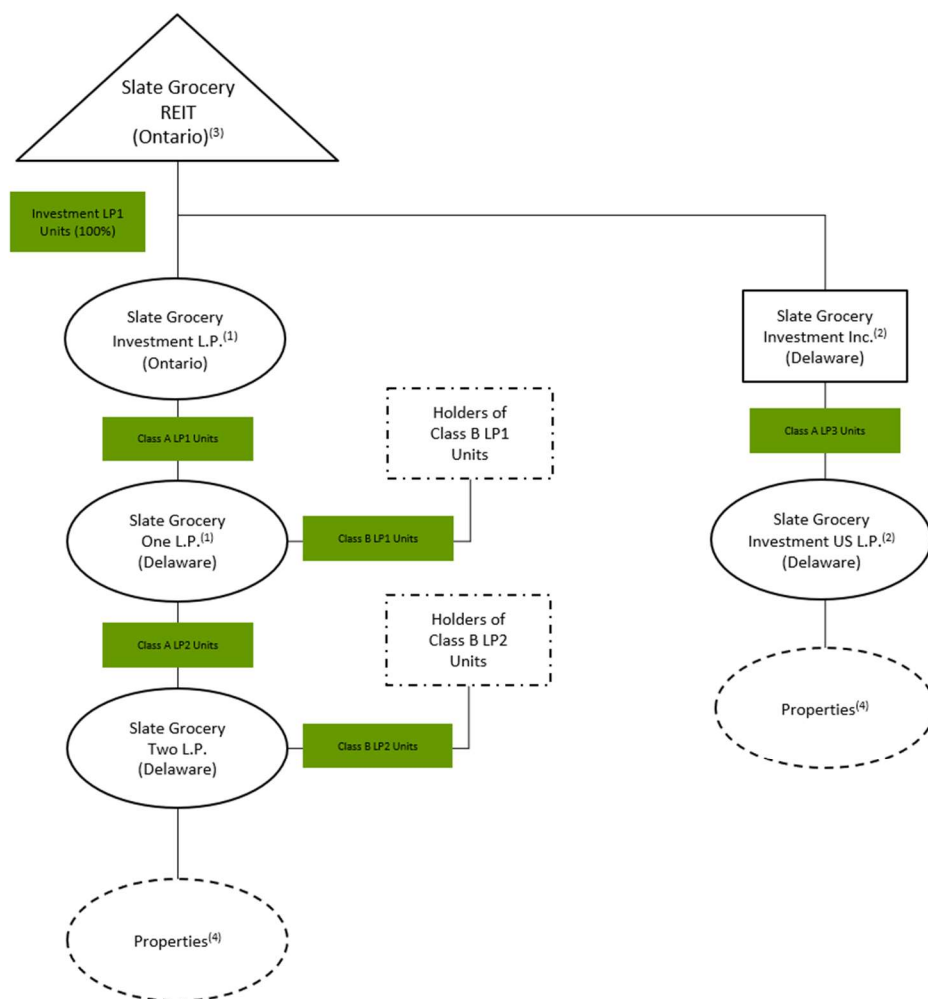 Slate Grocery
REIT
(Ontario)(3)
Investment LP1
Units (100%)
Slate Grocery
Investment L.P.(1)
(Ontario)
Slate Grocery
Investment Inc.(2)
(Delaware)
Class A LP1 Units
Holders of
Class B LP1
Units
Class A LP3 Units
Slate Grocery
One L.P.(1)
(Delaware)
Class B LP1 Units
Slate Grocery
Investment US L.P.(2)
(Delaware)
Class A LP2 Units
Holders of
Class B LP2
Units
Slate Grocery
Two L.P.
(Delaware)
Class B LP2 Units
Properties(4)
Properties(4)